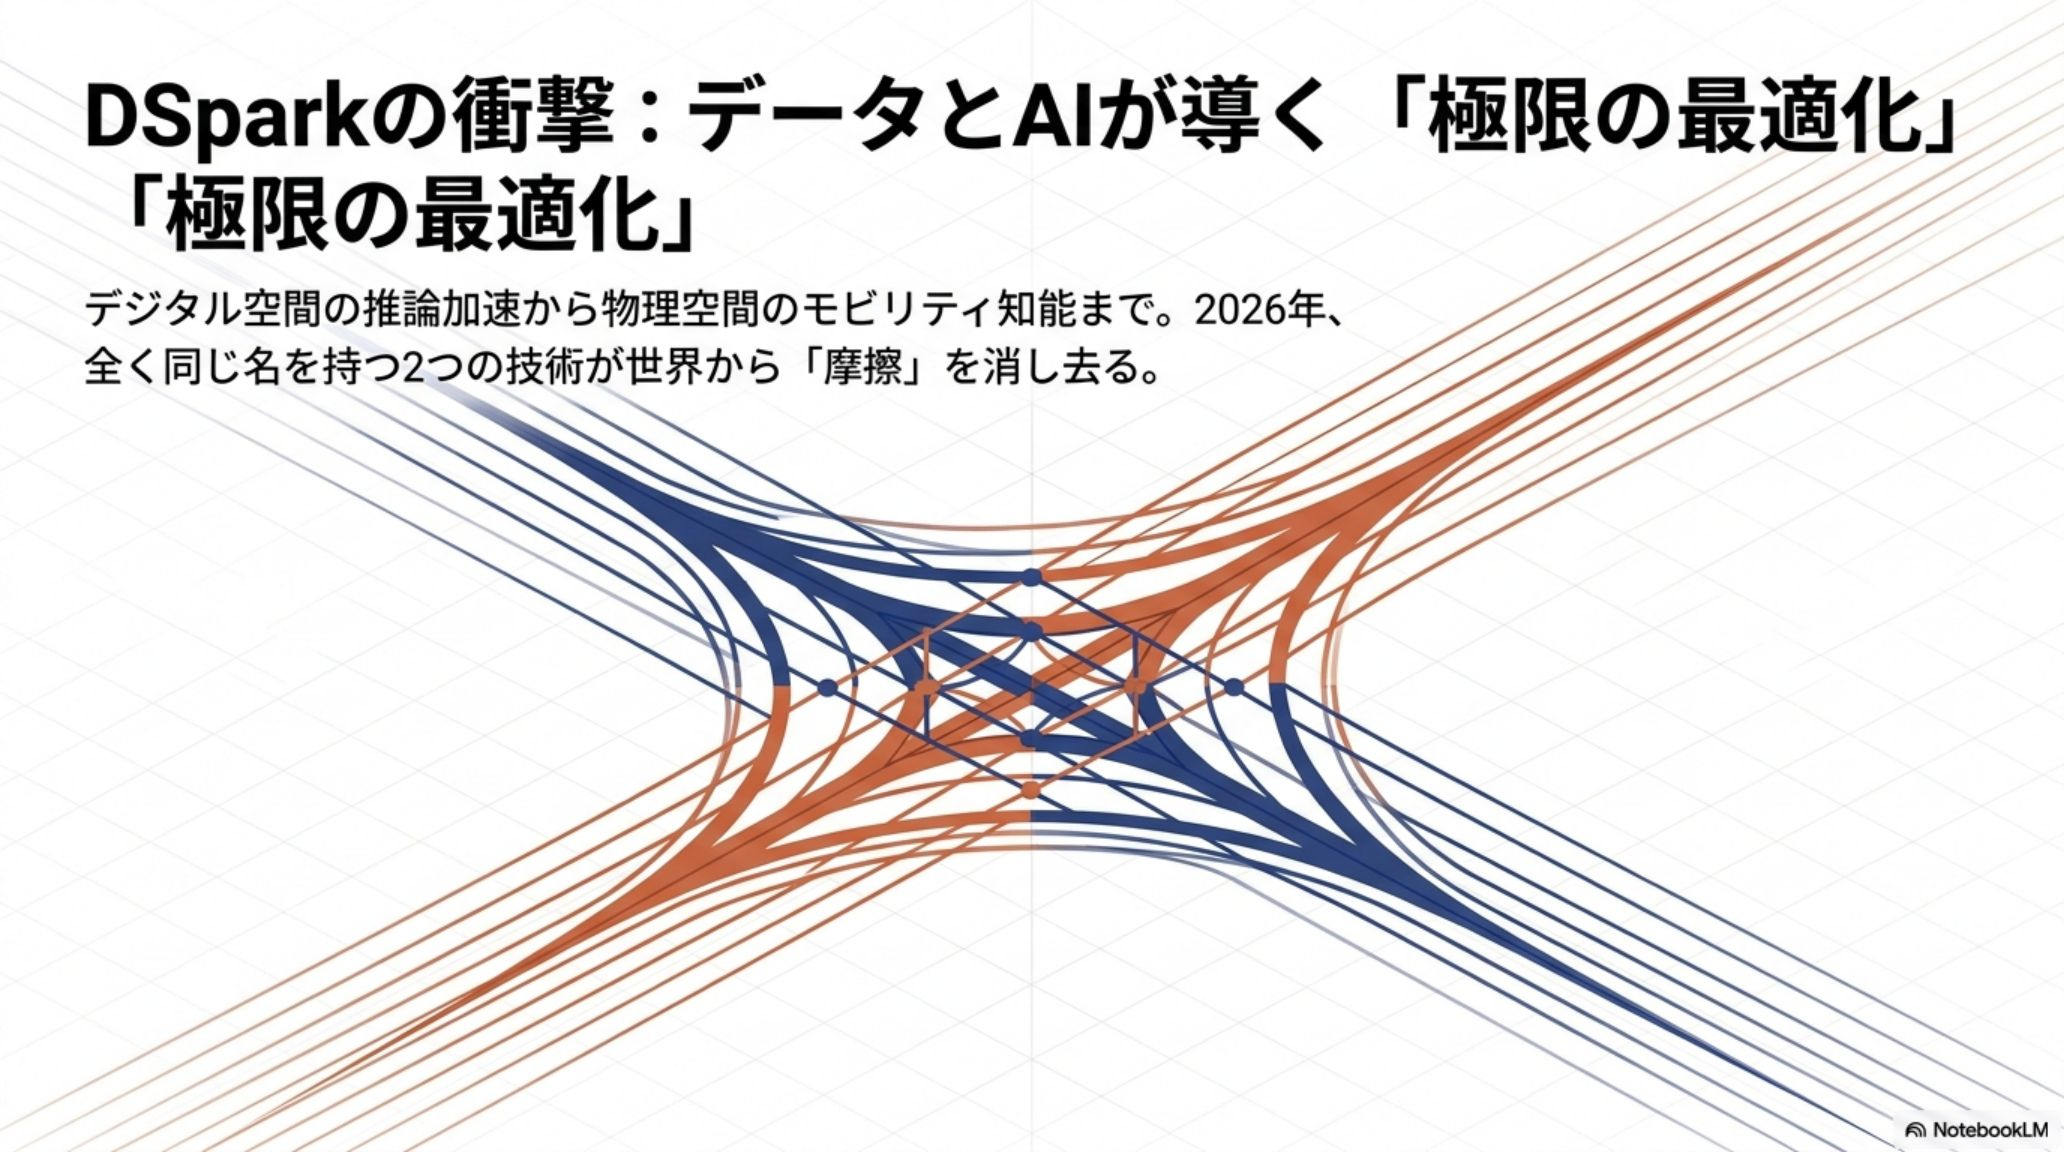 DSparkの衝撃：データとAIが導く「極限の最適化」
「極限の最適化」
デジタル空間の推論加速から物理空間のモビリティ知能まで。2026年、
全く同じ名を持つ2つの技術が世界から「摩擦」を消し去る。
NotebookLM